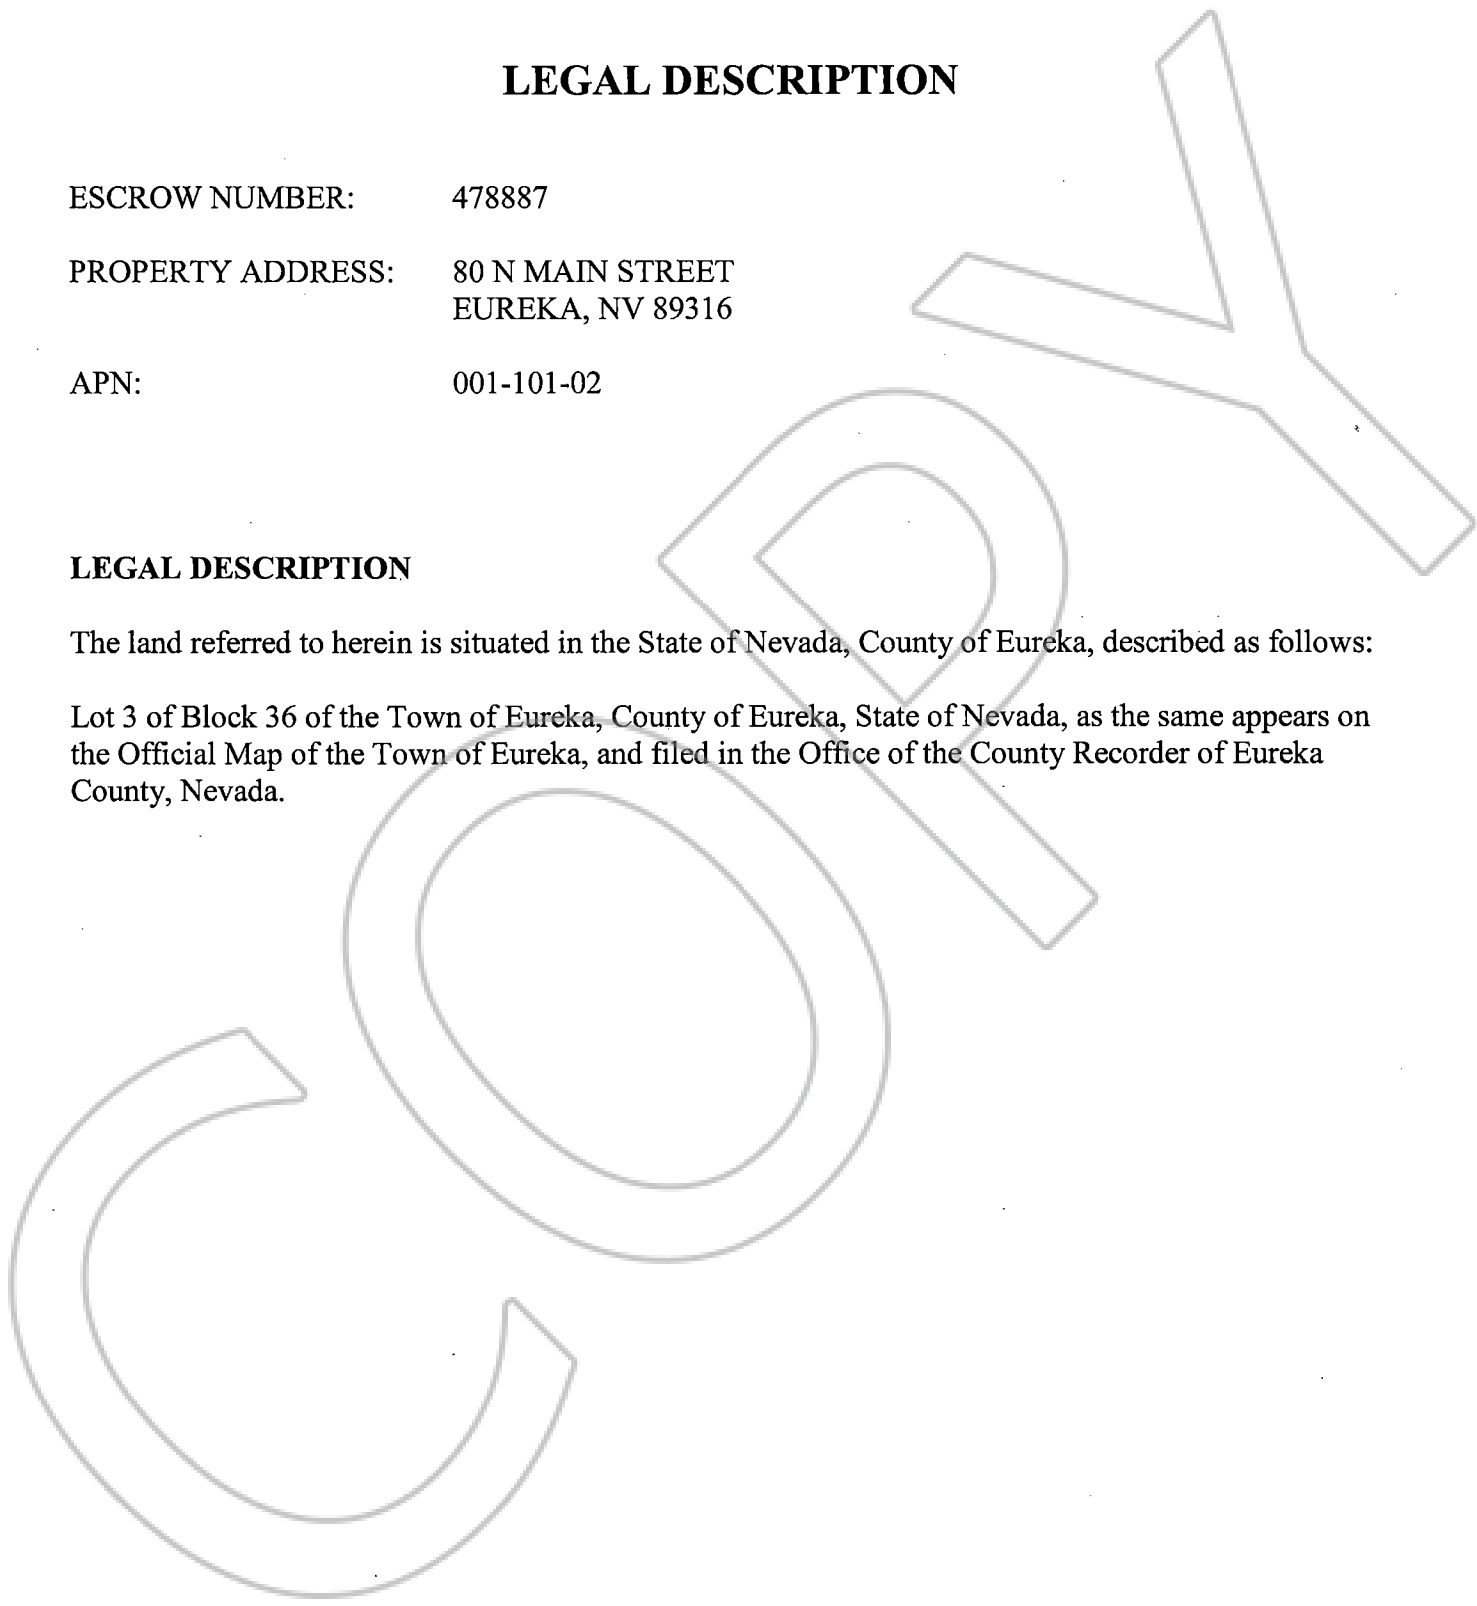 LEGAL DESCRIPTION
ESCROW NUMBER: 478887
PROPERTY ADDRESS: 80 N MAIN STREET
EUREKA, NV 89316
APN: 001-101-02
LEGAL DESCRIPTION
The land referred to herein is situated in the State of Nevada, County of Eureka, described as follows:
Lot 3 of Block 36 of the Town of Eureka, County of Eureka, State of Nevada, as the same appears on
the Official Map of the Town of Eureka, and filed in the Office of the County Recorder of Eureka
County, Nevada.
COPY